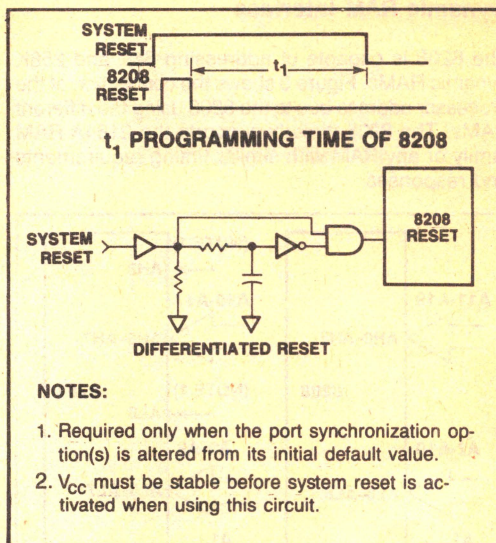 SYSTEM
RESET
8208
RESET
t1
t1 PROGRAMMING TIME OF 8208
SYSTEM
RESET
8208
RESET
DIFFERENTIATED RESET
NOTES:
1. Required only when the port synchronization op-
tion(s) is altered from its initial default value.
2. VCC must be stable before system reset is ac-
tivated when using this circuit.